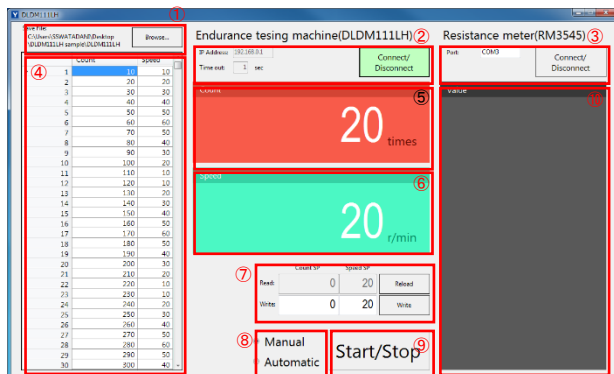 DLDM111LH
①
Save File:
C:\Users\SSWATADAN\Desktop
\DLDM111LH sample\DLDM111LH
Browse...
④
Count Speed
1 10 10
2 20 20
3 30 30
4 40 40
5 50 50
6 60 60
7 70 50
8 80 40
9 90 30
10 100 20
11 110 10
12 120 10
13 130 20
14 140 30
15 150 40
16 160 50
17 170 60
18 180 50
19 190 40
20 200 30
21 210 20
22 220 10
23 230 10
24 240 20
25 250 30
26 260 40
27 270 50
28 280 60
29 290 50
30 300 40
Endurance tesing machine(DLDM111LH) ②
IP Address: 192.168.0.1
Time out: 1 sec
Connect/
Disconnect
Count ⑤
20 times
Speed ⑥
20 r/min
⑦
Count SP Speed SP
Read: 0 20 Reload
Write: 0 20 Write
⑧
Manual
Automatic
Start/Stop ⑨
Resistance meter(RM3545) ③
Port: COM3
Connect/
Disconnect
Value ⑩